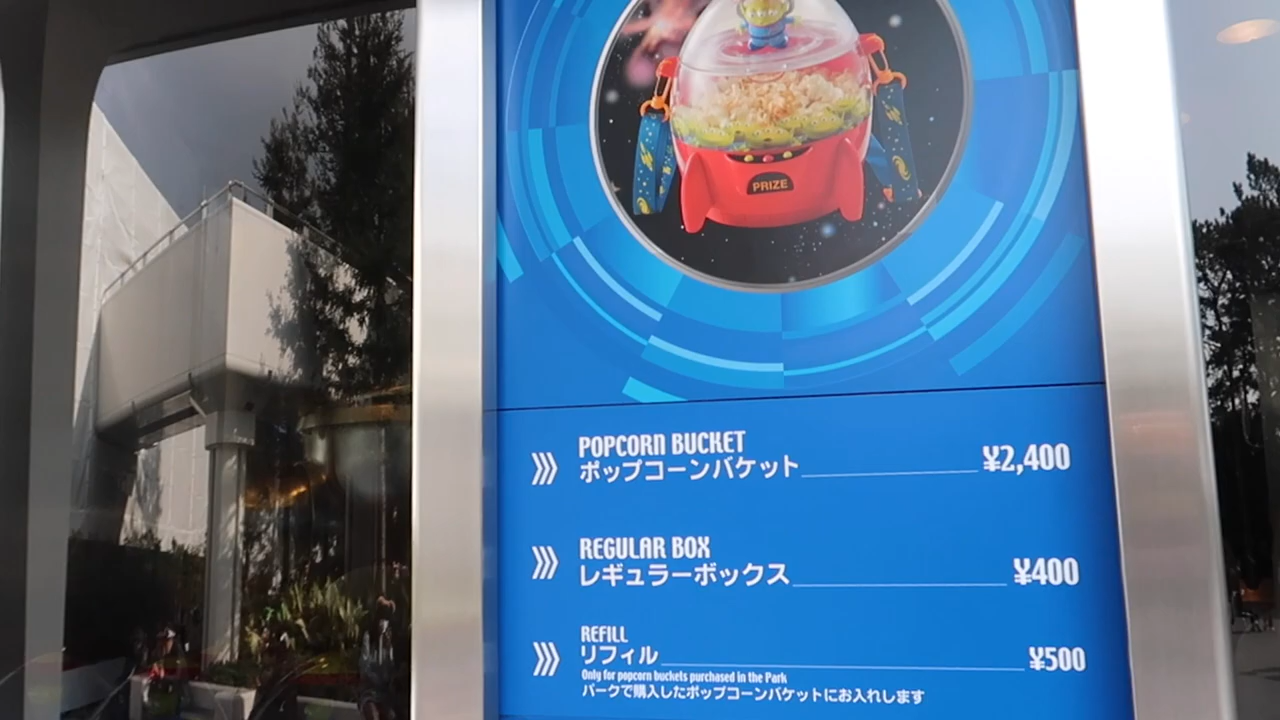 PRIZE
POPCORN BUCKET
ポップコーンバケット ¥2,400
REGULAR BOX
レギュラーボックス ¥400
REFILL
リフィル ¥500
Only for popcorn buckets purchased in the Park
パークで購入したポップコーンバケットにお入れします